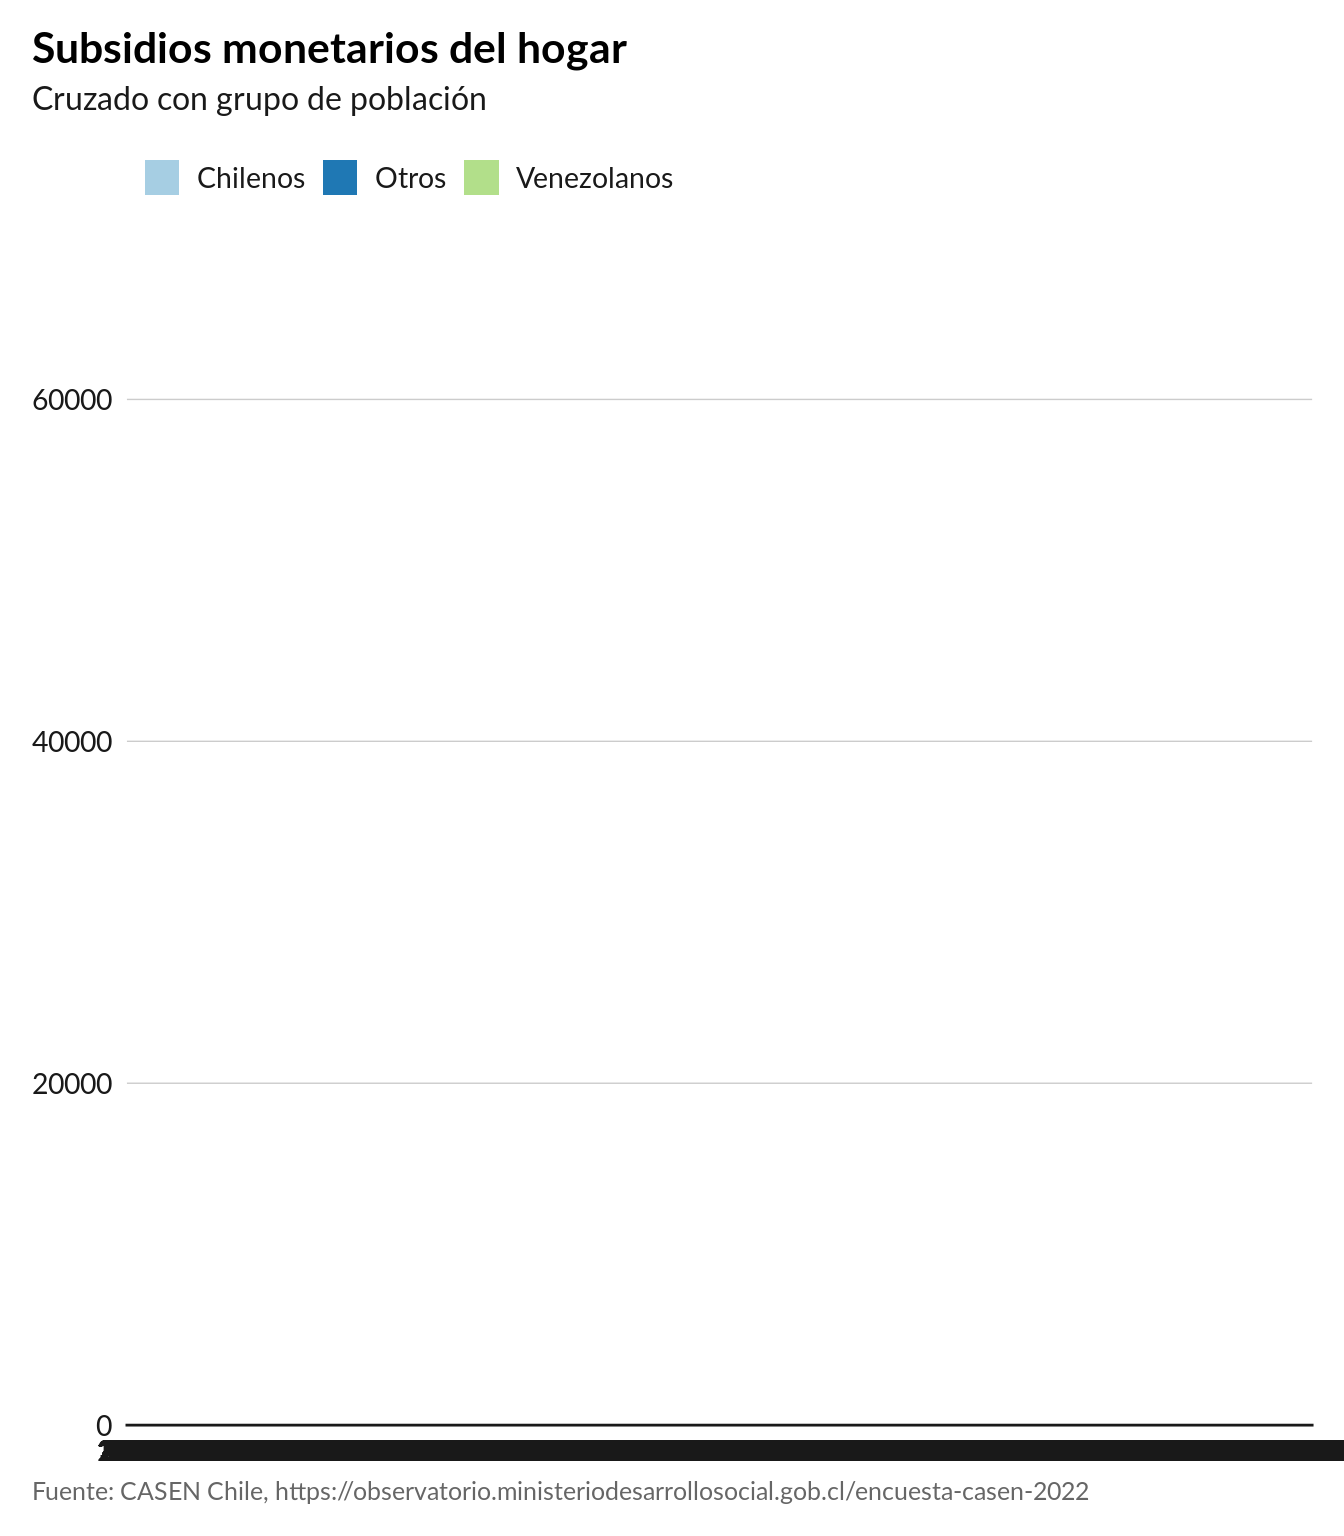 Subsidios monetarios del hogar
Cruzado con grupo de población
Chilenos Otros Venezolanos
60000
40000
20000
0
Fuente: CASEN Chile, https://observatorio.ministeriodesarrollosocial.gob.cl/encuesta-casen-2022